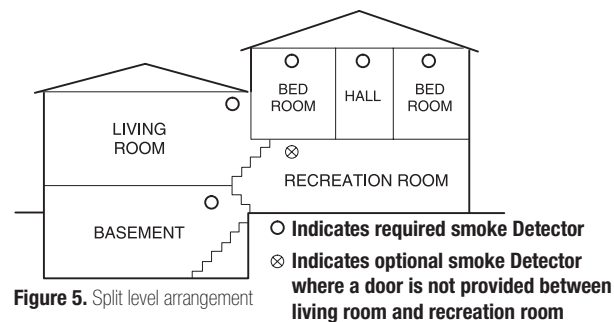 BED
ROOM
HALL
BED
ROOM
LIVING
ROOM
RECREATION ROOM
BASEMENT
Indicates required smoke Detector
Indicates optional smoke Detector
where a door is not provided between
living room and recreation room
Figure 5. Split level arrangement